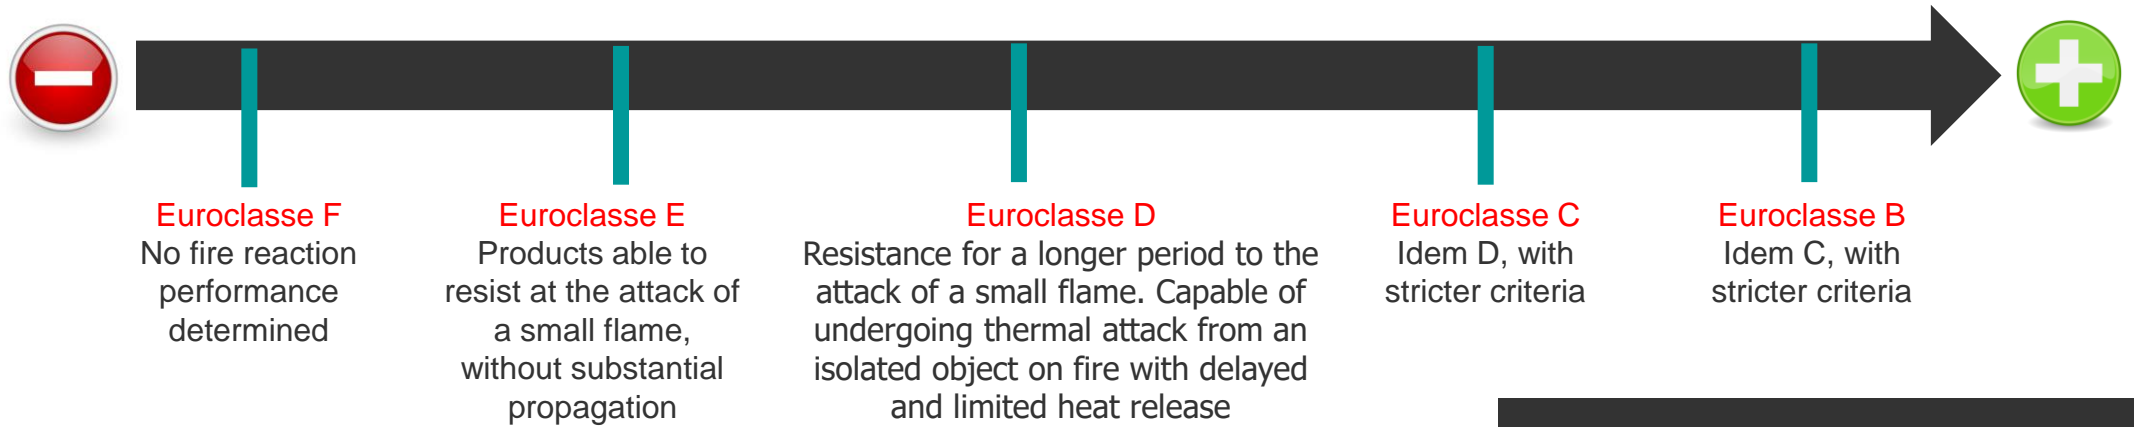 Euroclasse F
No fire reaction
performance
determined
Euroclasse E
Products able to
resist at the attack of
a small flame,
without substantial
propagation
Euroclasse D
Resistance for a longer period to the
attack of a small flame. Capable of
undergoing thermal attack from an
isolated object on fire with delayed
and limited heat release
Euroclasse C
Idem D, with
stricter criteria
Euroclasse B
Idem C, with
stricter criteria